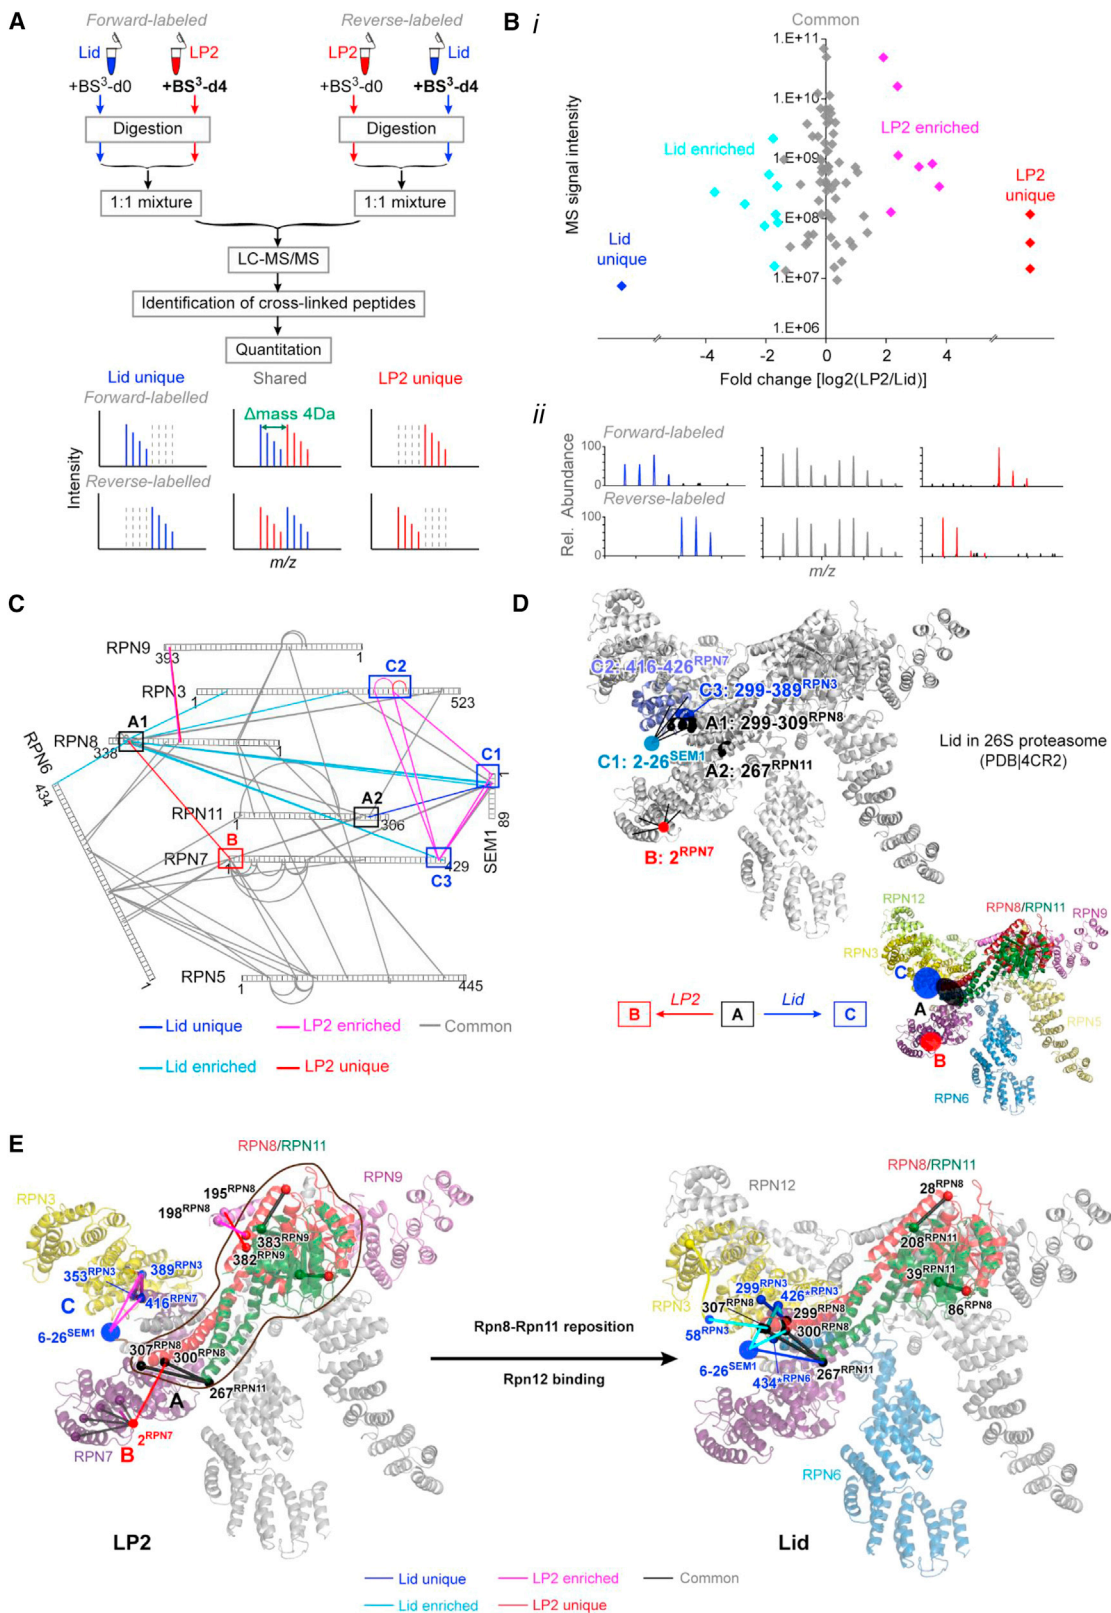 A
Forward-labeled
Reverse-labeled
Lid
LP2
LP2
Lid
+BS3-d0
+BS3-d4
+BS3-d0
+BS3-d4
Digestion
Digestion
1:1 mixture
1:1 mixture
LC-MS/MS
Identification of cross-linked peptides
Quantitation
Lid unique
Shared
LP2 unique
Forward-labelled
Δmass 4Da
Reverse-labelled
Intensity
m/z
B
i
Common
1.E+11
1.E+10
1.E+09
1.E+08
1.E+07
1.E+06
MS signal intensity
LP2 enriched
Lid enriched
LP2
unique
Lid
unique
-4
-2
0
2
4
Fold change [log2(LP2/Lid)]
ii
Forward-labeled
100
0
Reverse-labeled
100
0
Rel. Abundance
m/z
C
RPN9
393
1
C2
RPN3
1
523
A1
RPN8
338
1
C1
1
RPN6
434
A2
RPN11
1
306
89
SEM1
B
RPN7
1
429
C3
RPN5
1
445
1
Lid unique
LP2 enriched
Common
Lid enriched
LP2 unique
D
C2: 416-426RPN7
C3: 299-389RPN3
A1: 299-309RPN8
C1: 2-26SEM1
A2: 267RPN11
B: 2RPN7
Lid in 26S proteasome
(PDB|4CR2)
RPN12
RPN8/RPN11
RPN9
RPN3
C
A
RPN5
B
RPN6
B
LP2
A
Lid
C
E
RPN8/RPN11
RPN9
RPN3
195RPN8
198RPN8
383RPN9
382RPN9
389RPN3
353RPN3
C
416RPN7
6-26SEM1
307RPN8
300RPN8
267RPN11
A
2RPN7
RPN7
B
LP2
Rpn8-Rpn11 reposition
Rpn12 binding
RPN8/RPN11
RPN12
28RPN8
208RPN11
39RPN11
86RPN8
RPN3
299RPN3
426*RPN3
307RPN8
299RPN8
300RPN8
58RPN3
6-26SEM1
267RPN11
434*RPN6
RPN6
Lid
Lid unique
LP2 enriched
Common
Lid enriched
LP2 unique